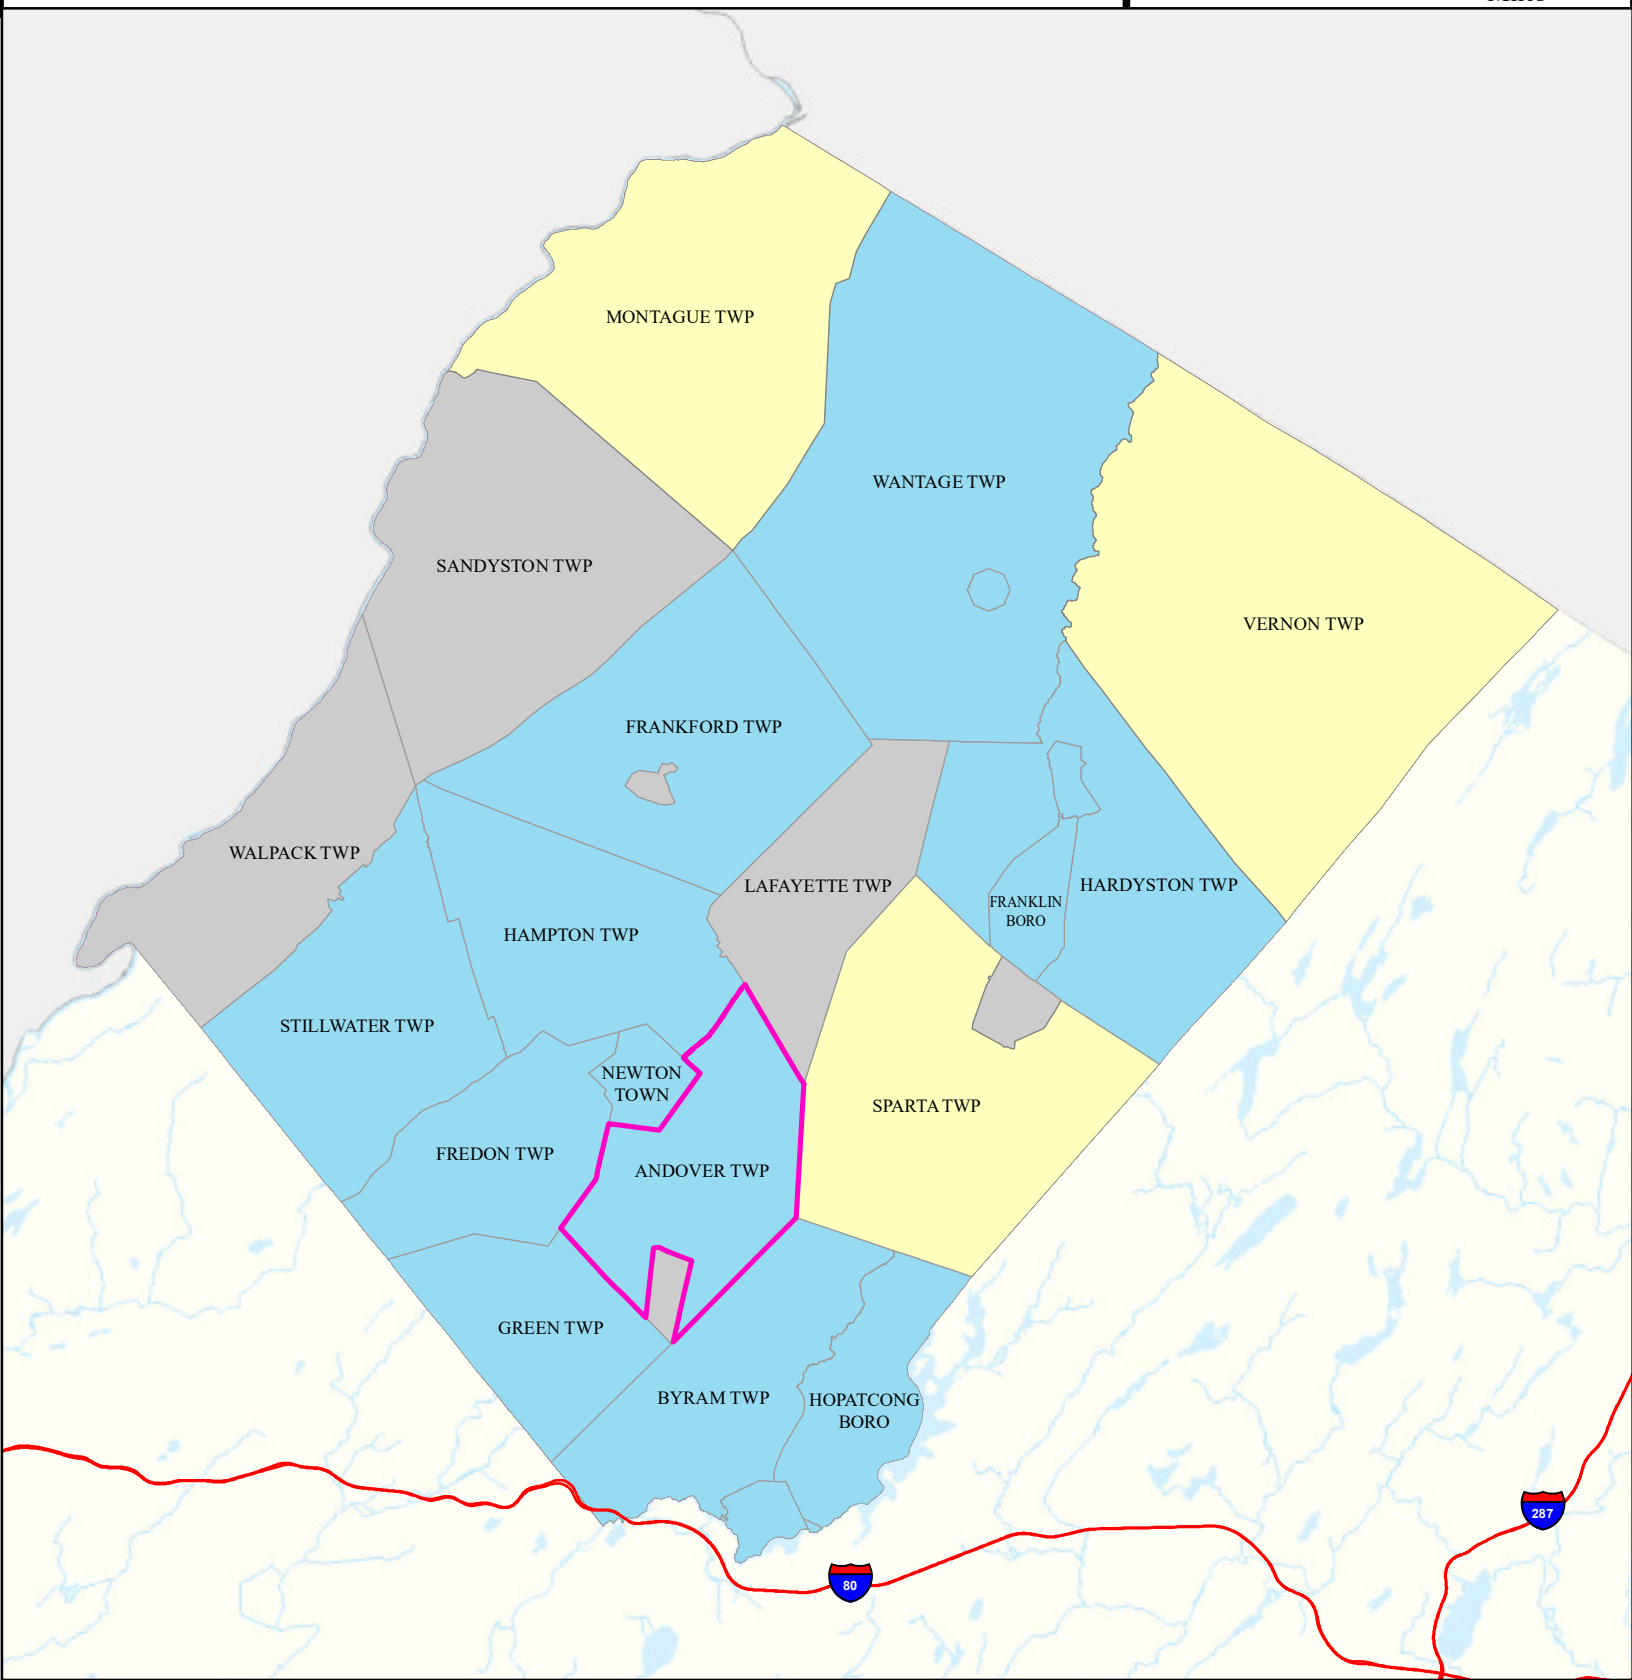 MONTAGUE TWP
WANTAGE TWP
SANDYSTON TWP
VERNON TWP
FRANKFORD TWP
WALPACK TWP
LAFAYETTE TWP
HARDYSTON TWP
FRANKLIN
BORO
HAMPTON TWP
STILLWATER TWP
NEWTON
TOWN
SPARTA TWP
FREDON TWP
ANDOVER TWP
GREEN TWP
BYRAM TWP
HOPATCONG
BORO
287
80